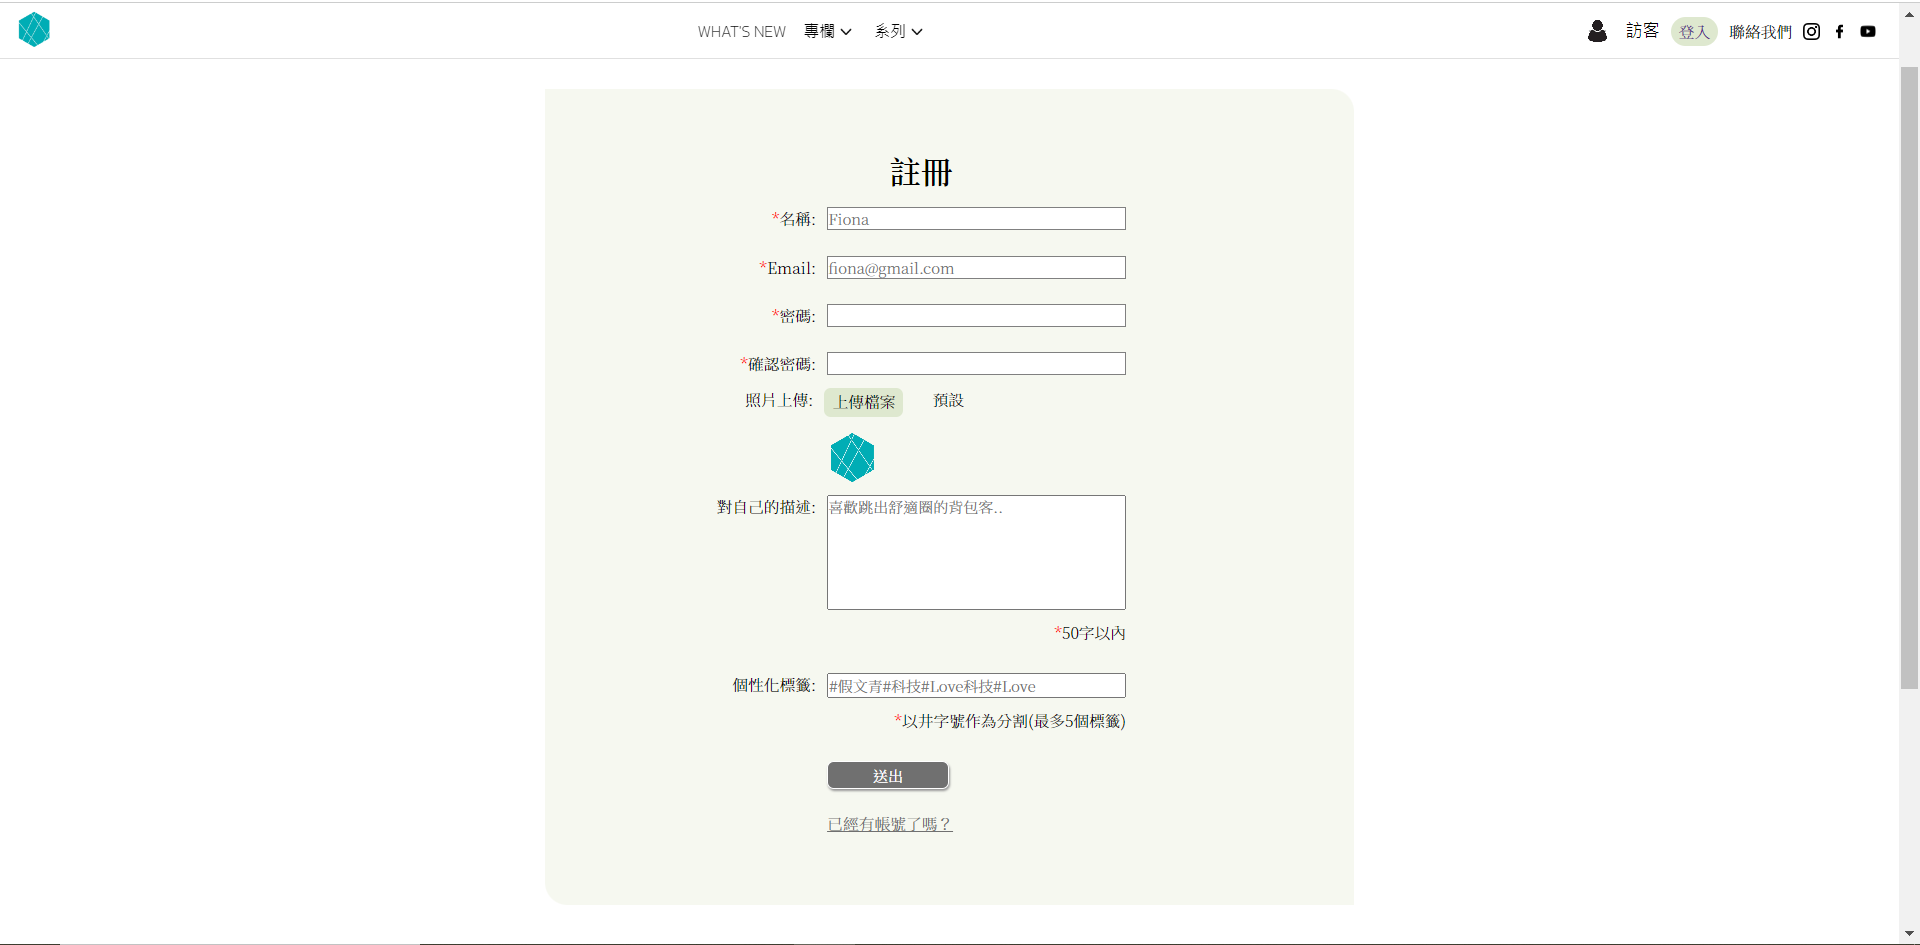 WHAT'S NEW 專欄 系列 訪客 登入 聯絡我們
註冊
*名稱: Fiona
*Email: fiona@gmail.com
*密碼:
*確認密碼:
照片上傳: 上傳檔案 預設
對自己的描述: 喜歡跳出舒適圈的背包客..
*50字以內
個性化標籤: #假文青#科技#Love科技#Love
*以井字號作為分割(最多5個標籤)
送出
已經有帳號了嗎？